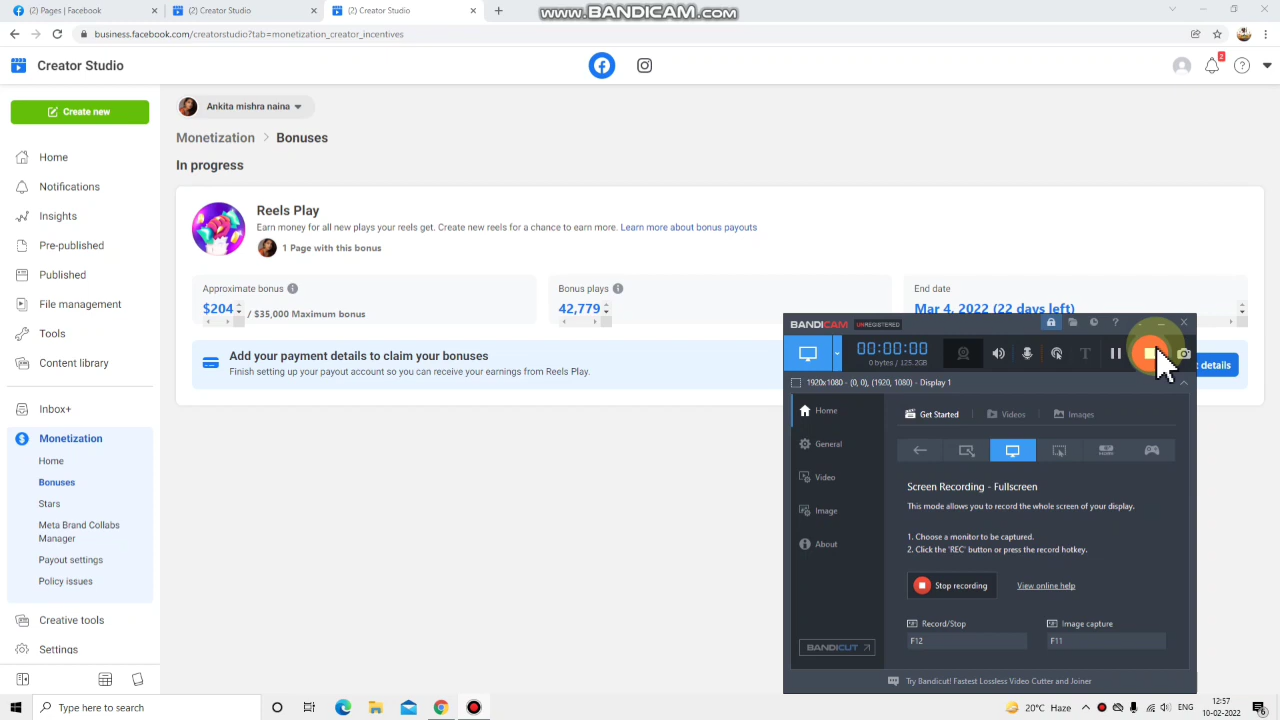 (2) Pages | Facebook
(2) Creator Studio
(2) Creator Studio
www.BANDICAM.com
business.facebook.com/creatorstudio?tab=monetization_creator_incentives
Creator Studio
2
Create new
Ankita mishra naina
Home
Notifications
Insights
Pre-published
Published
File management
Tools
Inbox+
Monetization
Home
Bonuses
Stars
Meta Brand Collabs
Manager
Payout settings
Policy issues
Creative tools
Settings
Monetization > Bonuses
In progress
Reels Play
Earn money for all new plays your reels get. Create new reels for a chance to earn more. Learn more about bonus payouts
1 Page with this bonus
Approximate bonus
$204 / $35,000 Maximum bonus
Bonus plays
42,779
End date
Mar 4, 2022 (22 days left)
Add your payment details to claim your bonuses
Finish setting up your payout account so you can receive your earnings from Reels Play.
details
BANDICAM UNREGISTERED
00:00:00
0 bytes / 125.2GB
1920x1080 - (0, 0), (1920, 1080) - Display 1
Home
General
Video
Image
About
BANDICUT
Get Started
Videos
Images
Screen Recording - Fullscreen
This mode allows you to record the whole screen of your display.
1. Choose a monitor to be captured.
2. Click the 'REC' button or press the record hotkey.
Stop recording
View online help
Record/Stop
Image capture
F12
F11
Try Bandicut! Fastest Lossless Video Cutter and Joiner
Type here to search
20°C Haze
12:57
10-02-2022